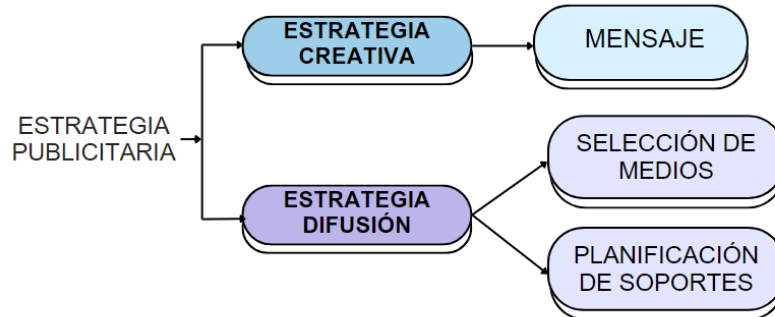 ESTRATEGIA
PUBLICITARIA
ESTRATEGIA
CREATIVA
MENSAJE
ESTRATEGIA
DIFUSIÓN
SELECCIÓN DE
MEDIOS
PLANIFICACIÓN
DE SOPORTES